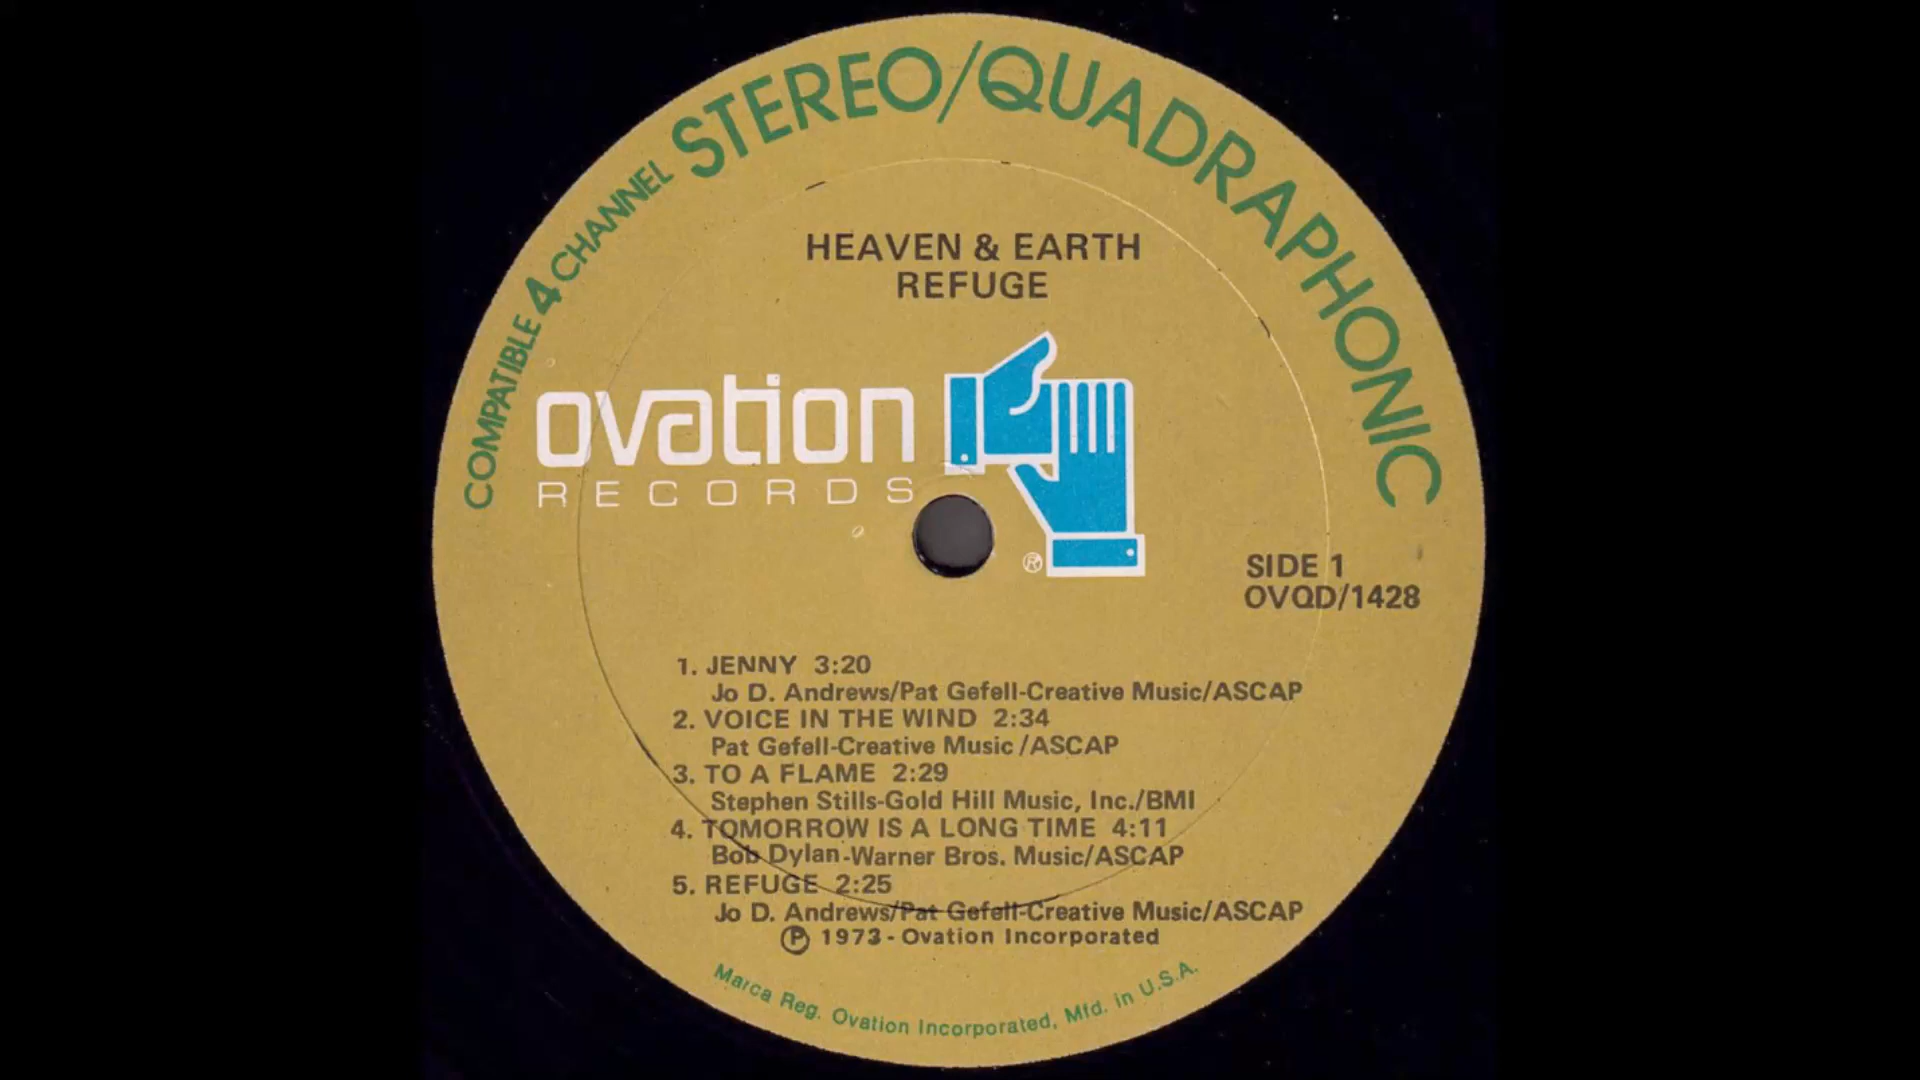 COMPATIBLE 4 CHANNEL STEREO/QUADRAPHONIC
HEAVEN & EARTH
REFUGE
ovation
RECORDS
®
SIDE 1
OVQD/1428
1. JENNY 3:20
Jo D. Andrews/Pat Gefell-Creative Music/ASCAP
2. VOICE IN THE WIND 2:34
Pat Gefell-Creative Music/ASCAP
3. TO A FLAME 2:29
Stephen Stills-Gold Hill Music, Inc./BMI
4. TOMORROW IS A LONG TIME 4:11
Bob Dylan-Warner Bros. Music/ASCAP
5. REFUGE 2:25
Jo D. Andrews/Pat Gefell-Creative Music/ASCAP
℗ 1973-Ovation Incorporated
Marca Reg. Ovation Incorporated, Mfd. in U.S.A.